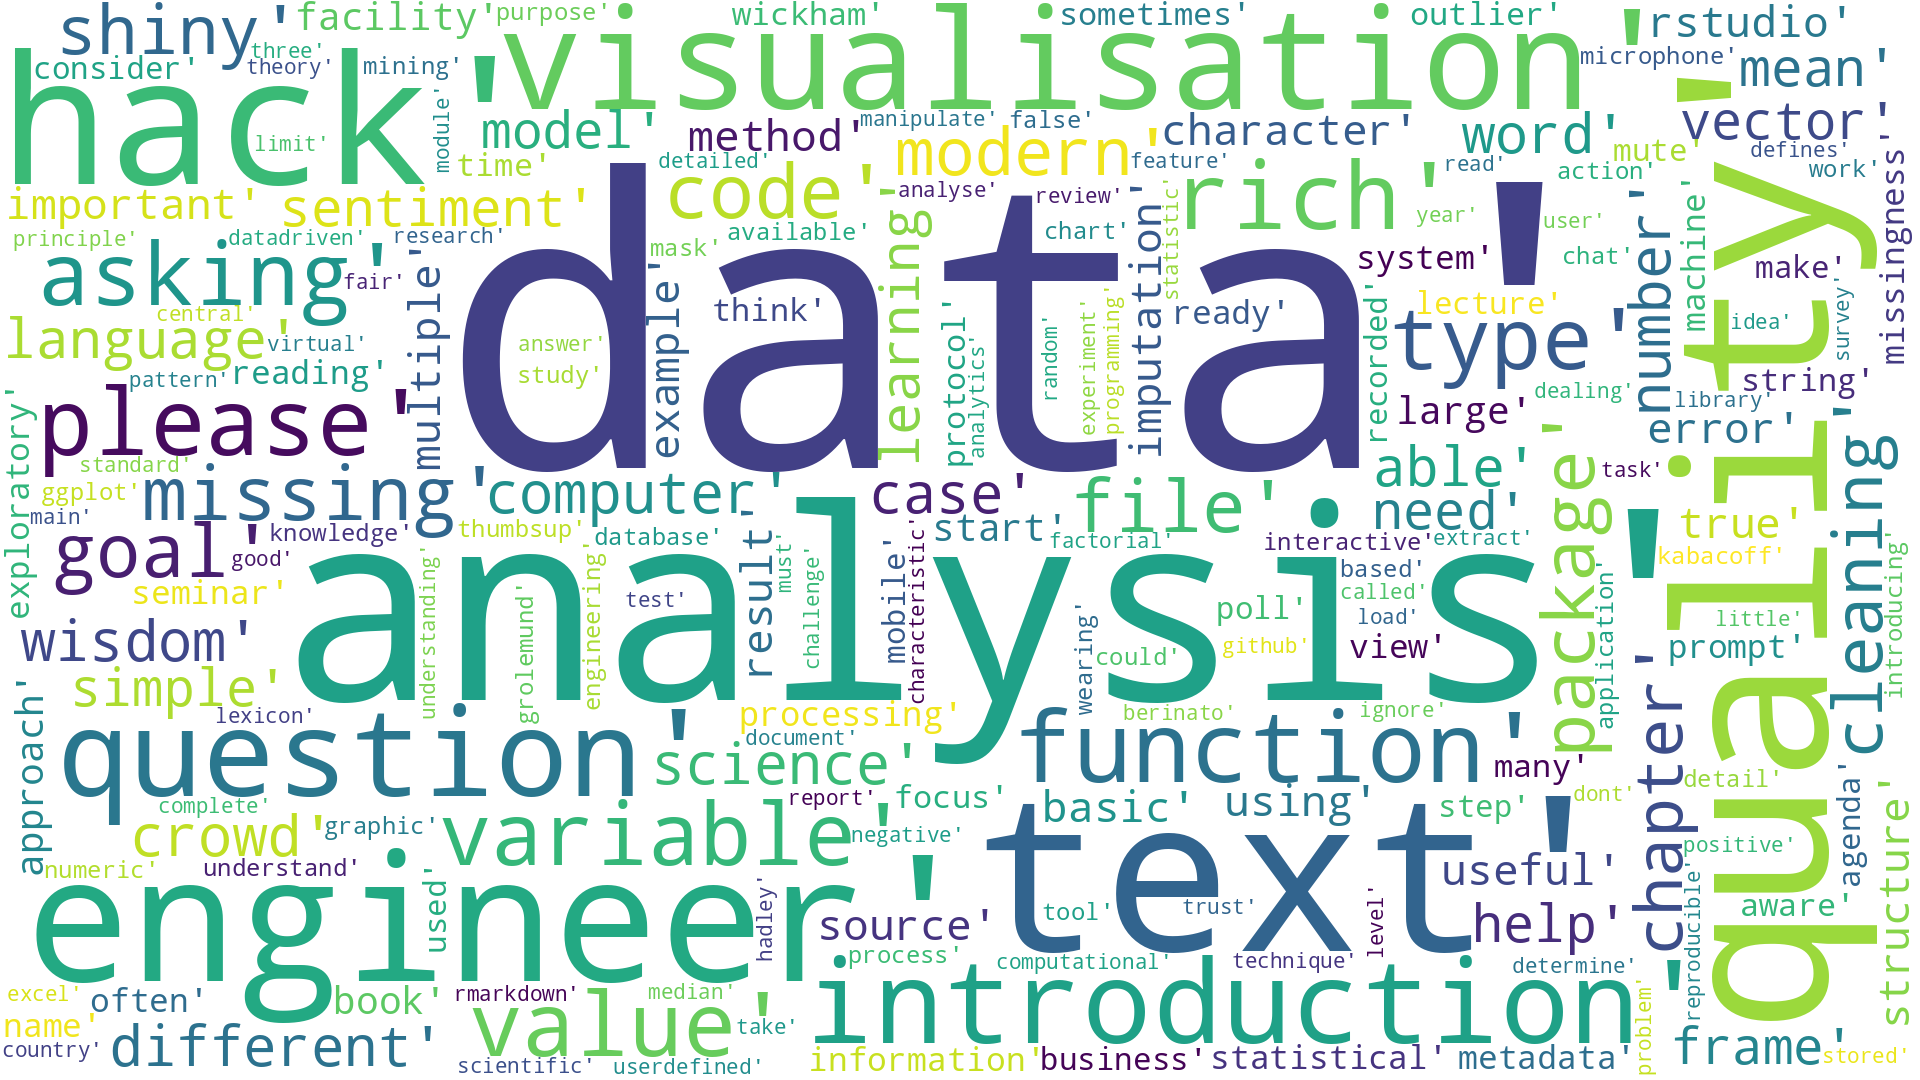 shiny'
facility'
purpose'
wickham'
sometimes'
outlier'
rstudio
three'
hack'
visualisation'
microphone'
consider'
theory'
mining'
mean'
module'
limit'
model'
method'
manipulate'
false'
modern'
character'
word'
vector'
mute'
defines'
missingness'
time'
detailed'
code'
feature'
read'
action'
work'
important'
sentiment'
learning'
analyse'
review'
imputation'
statistic'
rich'
year'
user'
number'
machine'
quality'
principle'
datadriven'
research'
mask'
available'
chart'
system'
chat'
make'
asking'
fair'
multiple'
example'
data'
think'
ready'
recorded'
lecture'
survey'
central'
protocol'
analytics'
random'
experiment'
programming'
type'
idea'
language'
virtual'
answer'
study'
pattern'
reading'
string'
dealing'
library'
exploratory'
please'
large'
error'
cleaning'
standard'
ggplot'
missing'
computer'
case'
file'
able'
need'
package'
task'
true'
main'
goal'
good'
knowledge'
thumbsup'
database'
result'
must'
challenge'
start'
factorial'
interactive'
extract'
kabacoff'
introducing'
seminar'
understanding'
grolemund'
engineering'
test'
analysis'
mobile'
characteristic'
based'
called'
load'
poll'
github'
view'
application'
little'
prompt'
wisdom'
simple'
wearing'
could'
chapter'
approach'
lexicon'
processing'
berinato'
ignore'
question'
document'
science'
function'
many'
detail'
agenda'
structure'
complete'
crowd'
graphic'
variable'
report'
focus'
negative'
basic'
using'
step'
dont'
positive'
numeric'
understand'
engineer'
used'
hadley'
source'
text'
useful'
tool'
trust'
level'
help'
reproducible'
aware'
process'
computational'
technique'
determine'
excel'
often'
book'
rmarkdown'
median'
value'
introduction'
problem'
name'
country'
different'
take'
scientific'
userdefined'
information'
business'
statistical'
metadata'
frame'
stored'